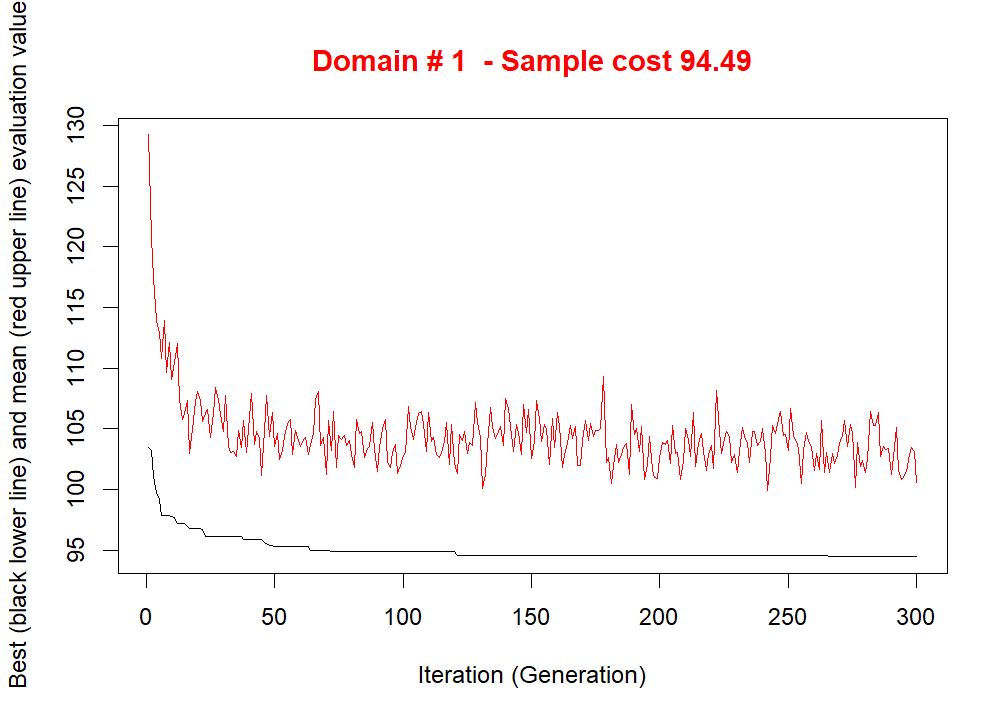 Domain # 1  - Sample cost 94.49
Best (black lower line) and mean (red upper line) evaluation value
130
125
120
115
110
105
100
95
0 50 100 150 200 250 300
Iteration (Generation)